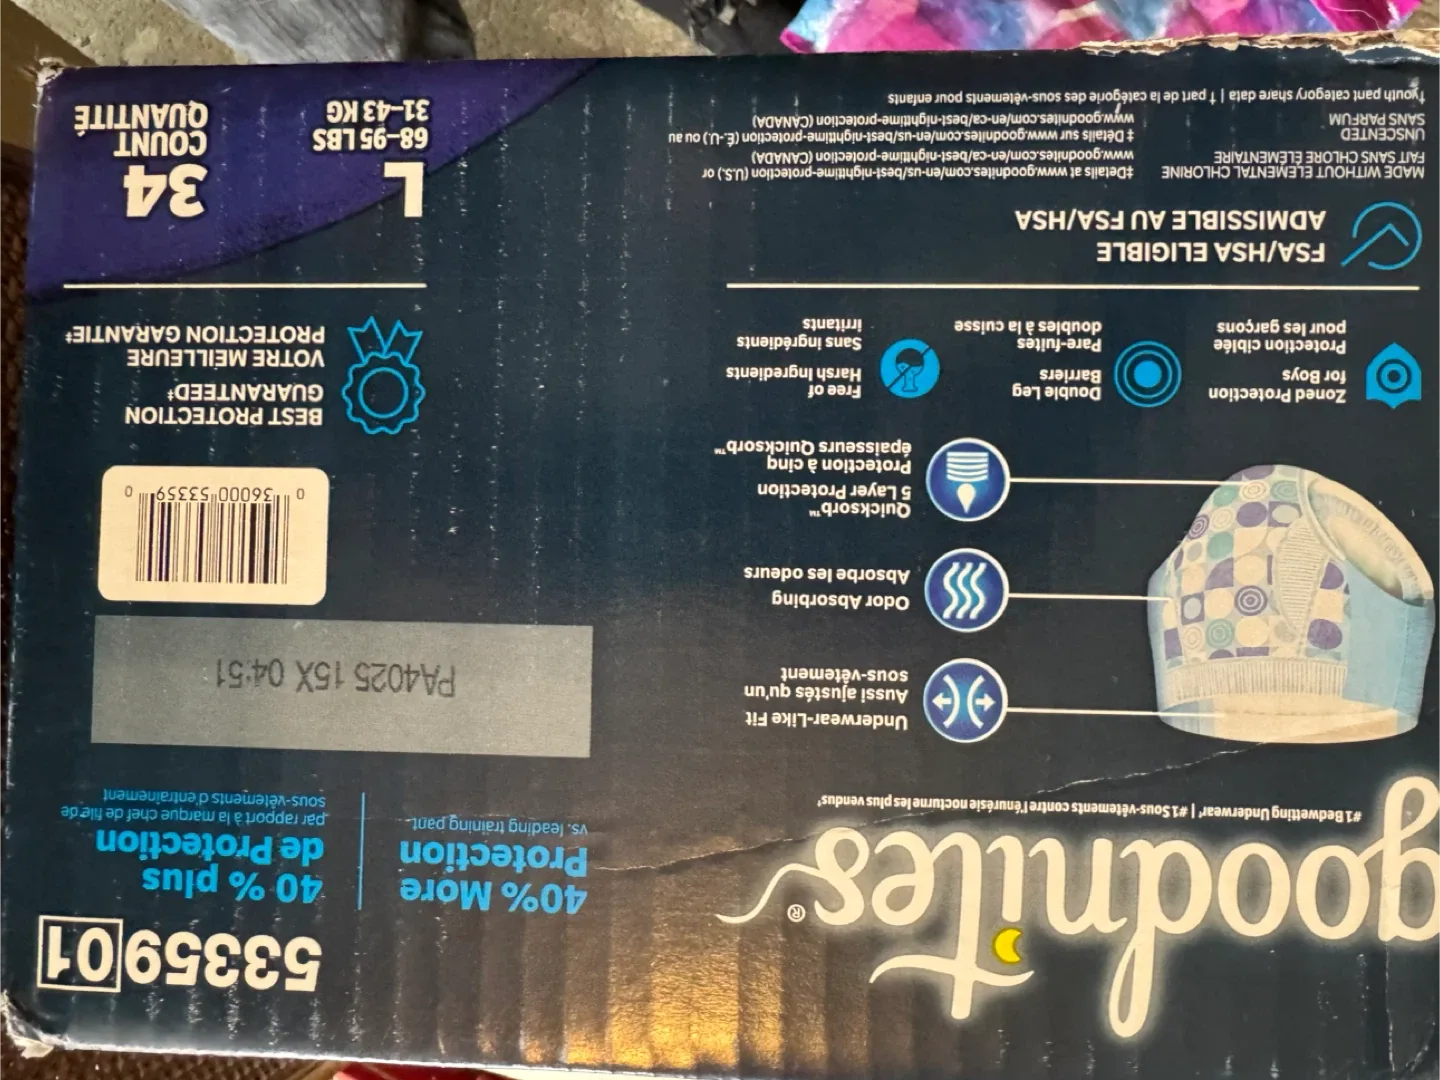 goodnites®
#1 Bedwetting Underwear† | #1 Sous-vêtements contre l'énurésie nocturne les plus vendus†
Underwear-Like Fit
Aussi ajustés qu'un
sous-vêtement
Odor Absorbing
Absorbe les odeurs
Quicksorb™
5 Layer Protection
Protection à cinq
épaisseurs Quicksorb™
Zoned Protection
for Boys
Protection ciblée
pour les garçons
Double Leg
Barriers
Pare-fuites
doubles à la cuisse
Free of
Harsh Ingredients
Sans ingrédients
irritants
FSA/HSA ELIGIBLE
ADMISSIBLE AU FSA/HSA
MADE WITHOUT ELEMENTAL CHLORINE
FAIT SANS CHLORE ÉLÉMENTAIRE
UNSCENTED
SANS PARFUM
‡Details at www.goodnites.com/en-us/best-nighttime-protection (U.S.) or
www.goodnites.com/en-ca/best-nighttime-protection (CANADA)
‡ Détails sur www.goodnites.com/en-us/best-nighttime-protection (É.-U.) ou au
www.goodnites.com/en-ca/best-nighttime-protection (CANADA)
†youth pant category share data | † part de la catégorie des sous-vêtements pour enfants
53359 01
40% More
Protection
vs. leading training pant
40 % plus
de Protection
par rapport à la marque chef de file de
sous-vêtements d'entraînement
PA4025 15X 04:51
0 36000 53359 0
BEST PROTECTION
GUARANTEED‡
VOTRE MEILLEURE
PROTECTION GARANTIE‡
L
68–95 LBS
31–43 KG
34
COUNT
QUANTITÉ